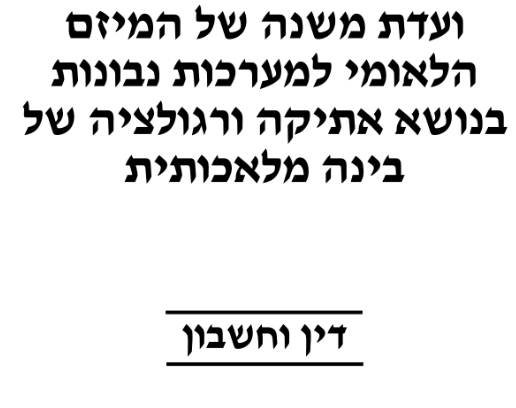 ועדת משנה של המיזם
הלאומי למערכות נבונות
בנושא אתיקה ורגולציה של
בינה מלאכותית
דין וחשבון